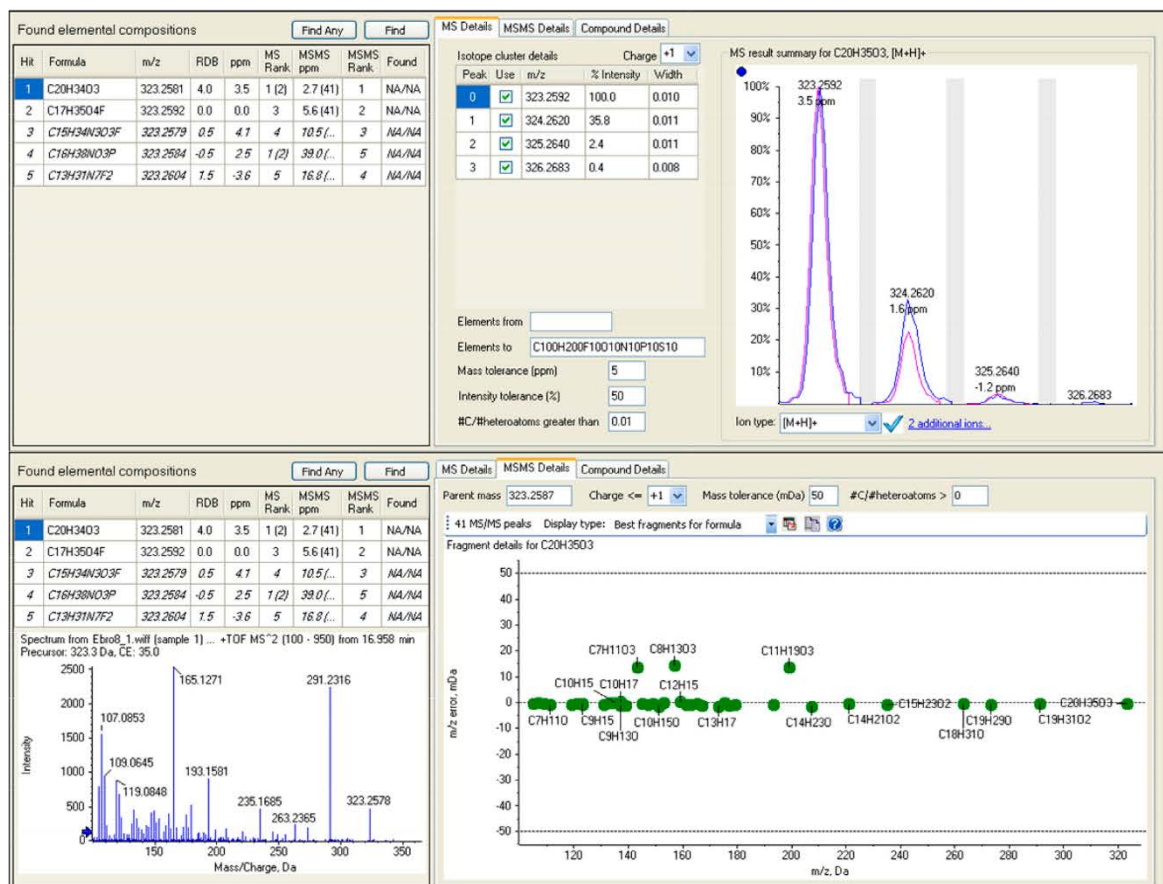 Found elemental compositions Find Any Find
Hit Formula m/z RDB ppm MS Rank MSMS ppm MSMS Rank Found
1 C20H34O3 323.2581 4.0 3.5 1 (2) 2.7 (41) 1 NA/NA
2 C17H35O4F 323.2592 0.0 0.0 3 5.6 (41) 2 NA/NA
3 C15H34N3O3F 323.2579 0.5 4.1 4 10.5 (... 3 NA/NA
4 C16H38NO3P 323.2584 -0.5 2.5 1 (2) 39.0 (... 5 NA/NA
5 C13H31N7F2 323.2604 1.5 -3.6 5 16.8 (... 4 NA/NA
MS Details MSMS Details Compound Details
Isotope cluster details Charge +1
Peak Use m/z % Intensity Width
0 323.2592 100.0 0.010
1 324.2620 35.8 0.011
2 325.2640 2.4 0.011
3 326.2683 0.4 0.008
Elements from
Elements to C100H200F10O10N10P10S10
Mass tolerance (ppm) 5
Intensity tolerance (%) 50
#C/#heteroatoms greater than 0.01
MS result summary for C20H35O3, [M+H]+
100%
90%
80%
70%
60%
50%
40%
30%
20%
10%
323.2592
3.5 ppm
324.2620
1.6 ppm
325.2640
-1.2 ppm
326.2683
Ion type: [M+H]+ 2 additional ions...
Found elemental compositions Find Any Find
Hit Formula m/z RDB ppm MS Rank MSMS ppm MSMS Rank Found
1 C20H34O3 323.2581 4.0 3.5 1 (2) 2.7 (41) 1 NA/NA
2 C17H35O4F 323.2592 0.0 0.0 3 5.6 (41) 2 NA/NA
3 C15H34N3O3F 323.2579 0.5 4.1 4 10.5 (... 3 NA/NA
4 C16H38NO3P 323.2584 -0.5 2.5 1 (2) 39.0 (... 5 NA/NA
5 C13H31N7F2 323.2604 1.5 -3.6 5 16.8 (... 4 NA/NA
Spectrum from Ebro8_1.wiff (sample 1) ... +TOF MS^2 (100 - 950) from 16.958 min
Precursor: 323.3 Da, CE: 35.0
Intensity
2500
2000
1500
1000
500
0
165.1271
291.2316
107.0853
109.0645
119.0848
193.1581
235.1685
263.2365
323.2578
150 200 250 300 350
Mass/Charge, Da
MS Details MSMS Details Compound Details
Parent mass 323.2587 Charge <= +1 Mass tolerance (mDa) 50 #C/#heteroatoms > 0
41 MS/MS peaks Display type: Best fragments for formula
Fragment details for C20H35O3
m/z error, mDa
50
40
30
20
10
0
-10
-20
-30
-40
-50
C7H11O3 C8H13O3 C11H19O3
C10H15 C10H17 C12H15
C7H11O C9H15 C10H15O C13H17 C14H23O C14H21O2 C15H23O2 C19H29O C19H31O2 C20H35O3
C9H13O C18H31O
120 140 160 180 200 220 240 260 280 300 320
m/z, Da